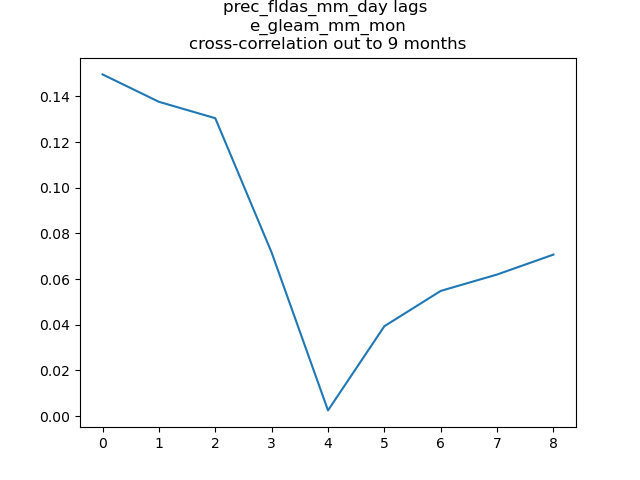 prec_fldas_mm_day lags
e_gleam_mm_mon
cross-correlation out to 9 months
0.14
0.12
0.10
0.08
0.06
0.04
0.02
0.00
0 1 2 3 4 5 6 7 8